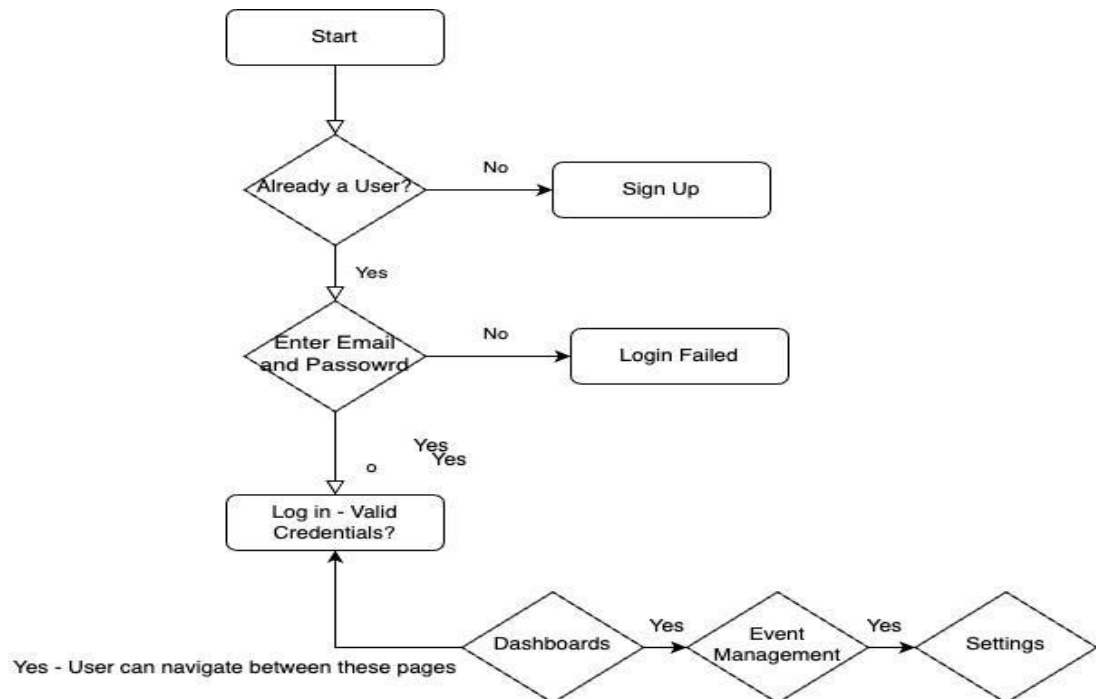 Start
Already a User?
No
Sign Up
Yes
Enter Email
and Passowrd
No
Login Failed
Yes
Yes
o
Log in - Valid
Credentials?
Dashboards
Yes
Event
Management
Yes
Settings
Yes - User can navigate between these pages